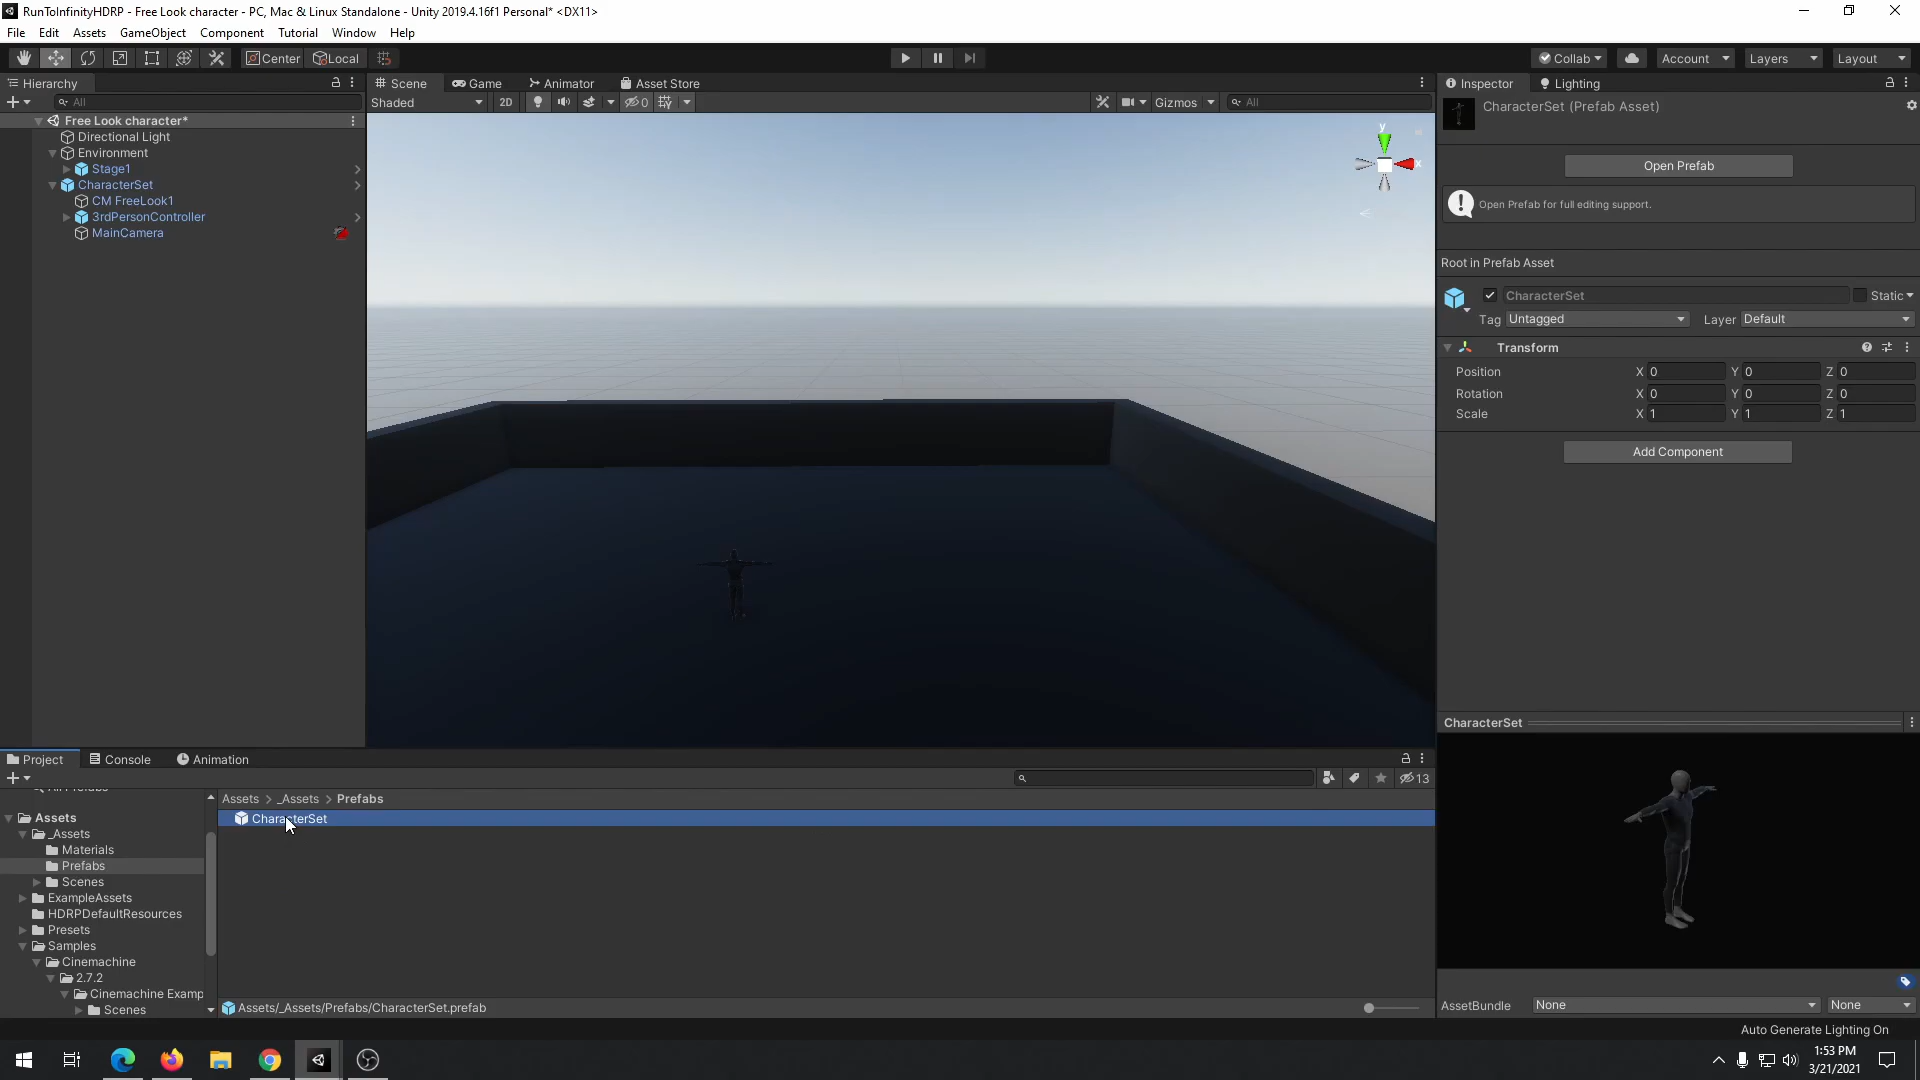 RunToInfinityHDRP - Free Look character - PC, Mac & Linux Standalone - Unity 2019.4.16f1 Personal* <DX11>
File Edit Assets GameObject Component Tutorial Window Help
Center Local Collab Account Layers Layout
Hierarchy
All
Free Look character*
Directional Light
Environment
Stage1
CharacterSet
CM FreeLook1
3rdPersonController
MainCamera
Scene Game Animator Asset Store
Shaded 2D 0 Gizmos All
y
x
Inspector Lighting
CharacterSet (Prefab Asset)
Open Prefab
Open Prefab for full editing support.
Root in Prefab Asset
CharacterSet Static
Tag Untagged Layer Default
Transform
Position X 0 Y 0 Z 0
Rotation X 0 Y 0 Z 0
Scale X 1 Y 1 Z 1
Add Component
CharacterSet
AssetBundle None None
Project Console Animation
13
Assets > _Assets > Prefabs
CharacterSet
Assets
_Assets
Materials
Prefabs
Scenes
ExampleAssets
HDRPDefaultResources
Presets
Samples
Cinemachine
2.7.2
Cinemachine Examp
Scenes
Assets/_Assets/Prefabs/CharacterSet.prefab
Auto Generate Lighting On
1:53 PM
3/21/2021